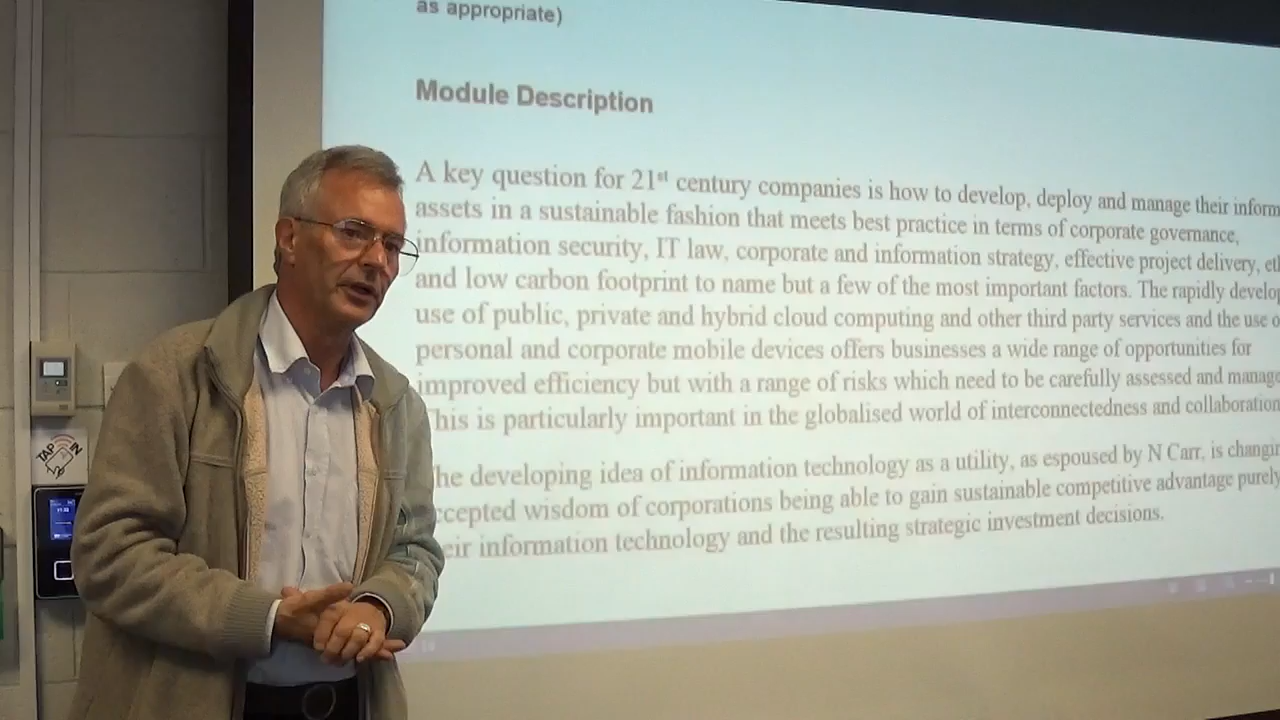 as appropriate)
Module Description
A key question for 21st century companies is how to develop, deploy and manage their inform
assets in a sustainable fashion that meets best practice in terms of corporate governance,
information security, IT law, corporate and information strategy, effective project delivery, eth
and low carbon footprint to name but a few of the most important factors. The rapidly develop
use of public, private and hybrid cloud computing and other third party services and the use o
personal and corporate mobile devices offers businesses a wide range of opportunities for
improved efficiency but with a range of risks which need to be carefully assessed and manage
his is particularly important in the globalised world of interconnectedness and collaboration
he developing idea of information technology as a utility, as espoused by N Carr, is changin
ccepted wisdom of corporations being able to gain sustainable competitive advantage purely
eir information technology and the resulting strategic investment decisions.
TAP IN